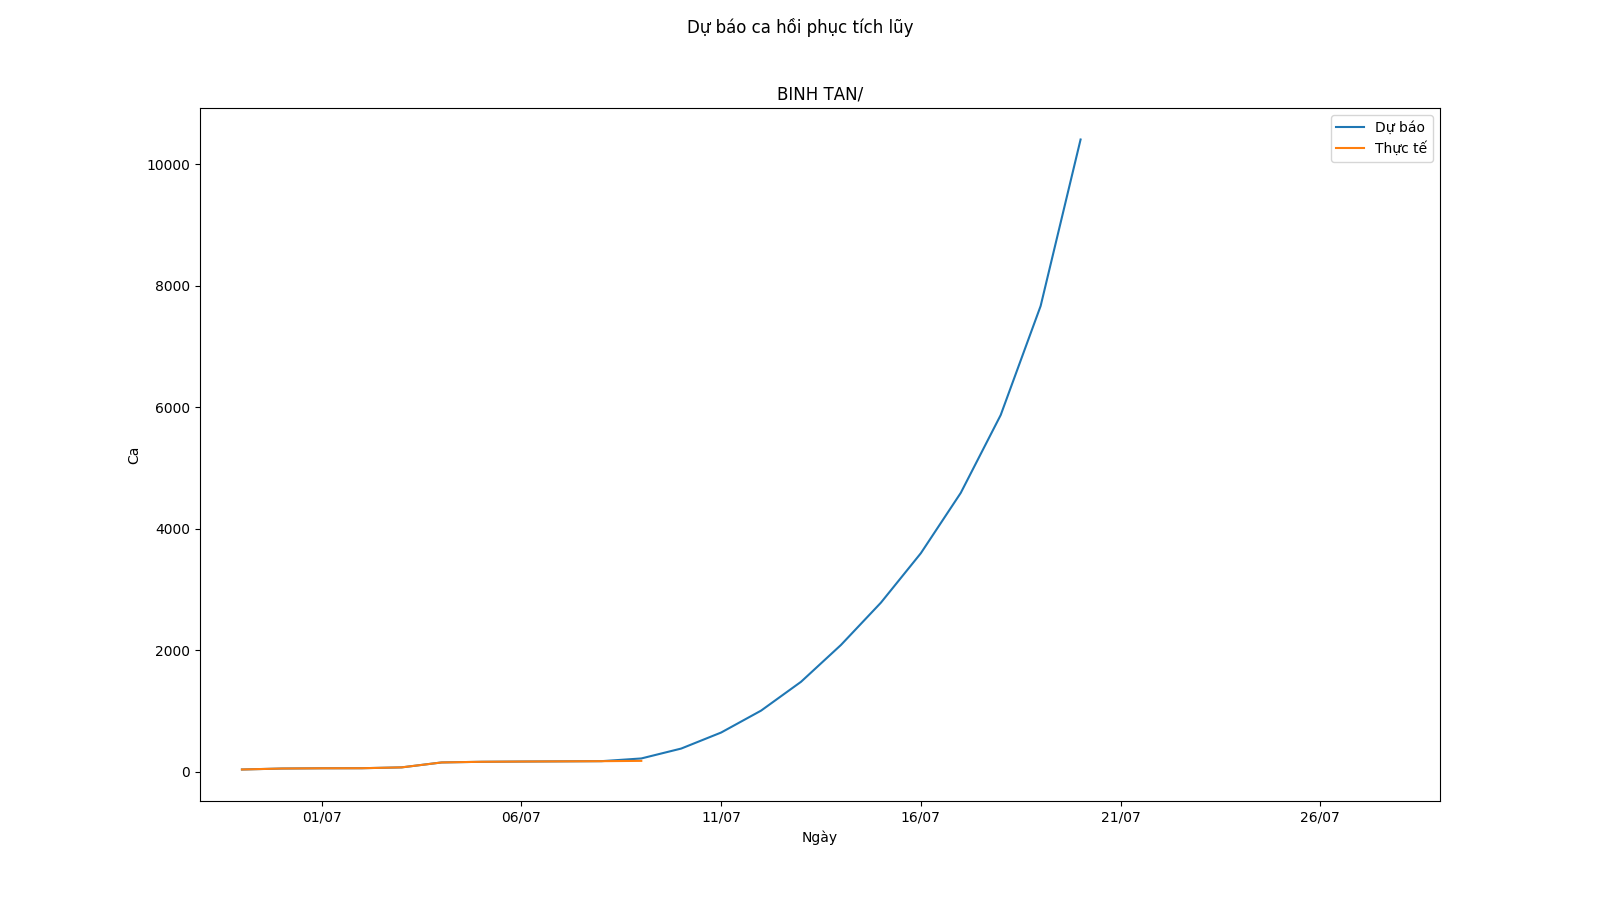 Dự báo ca hồi phục tích lũy
BINH TAN/
Dự báo
Thực tế
10000
8000
6000
4000
2000
0
Ca
01/07
06/07
11/07
16/07
21/07
26/07
Ngày